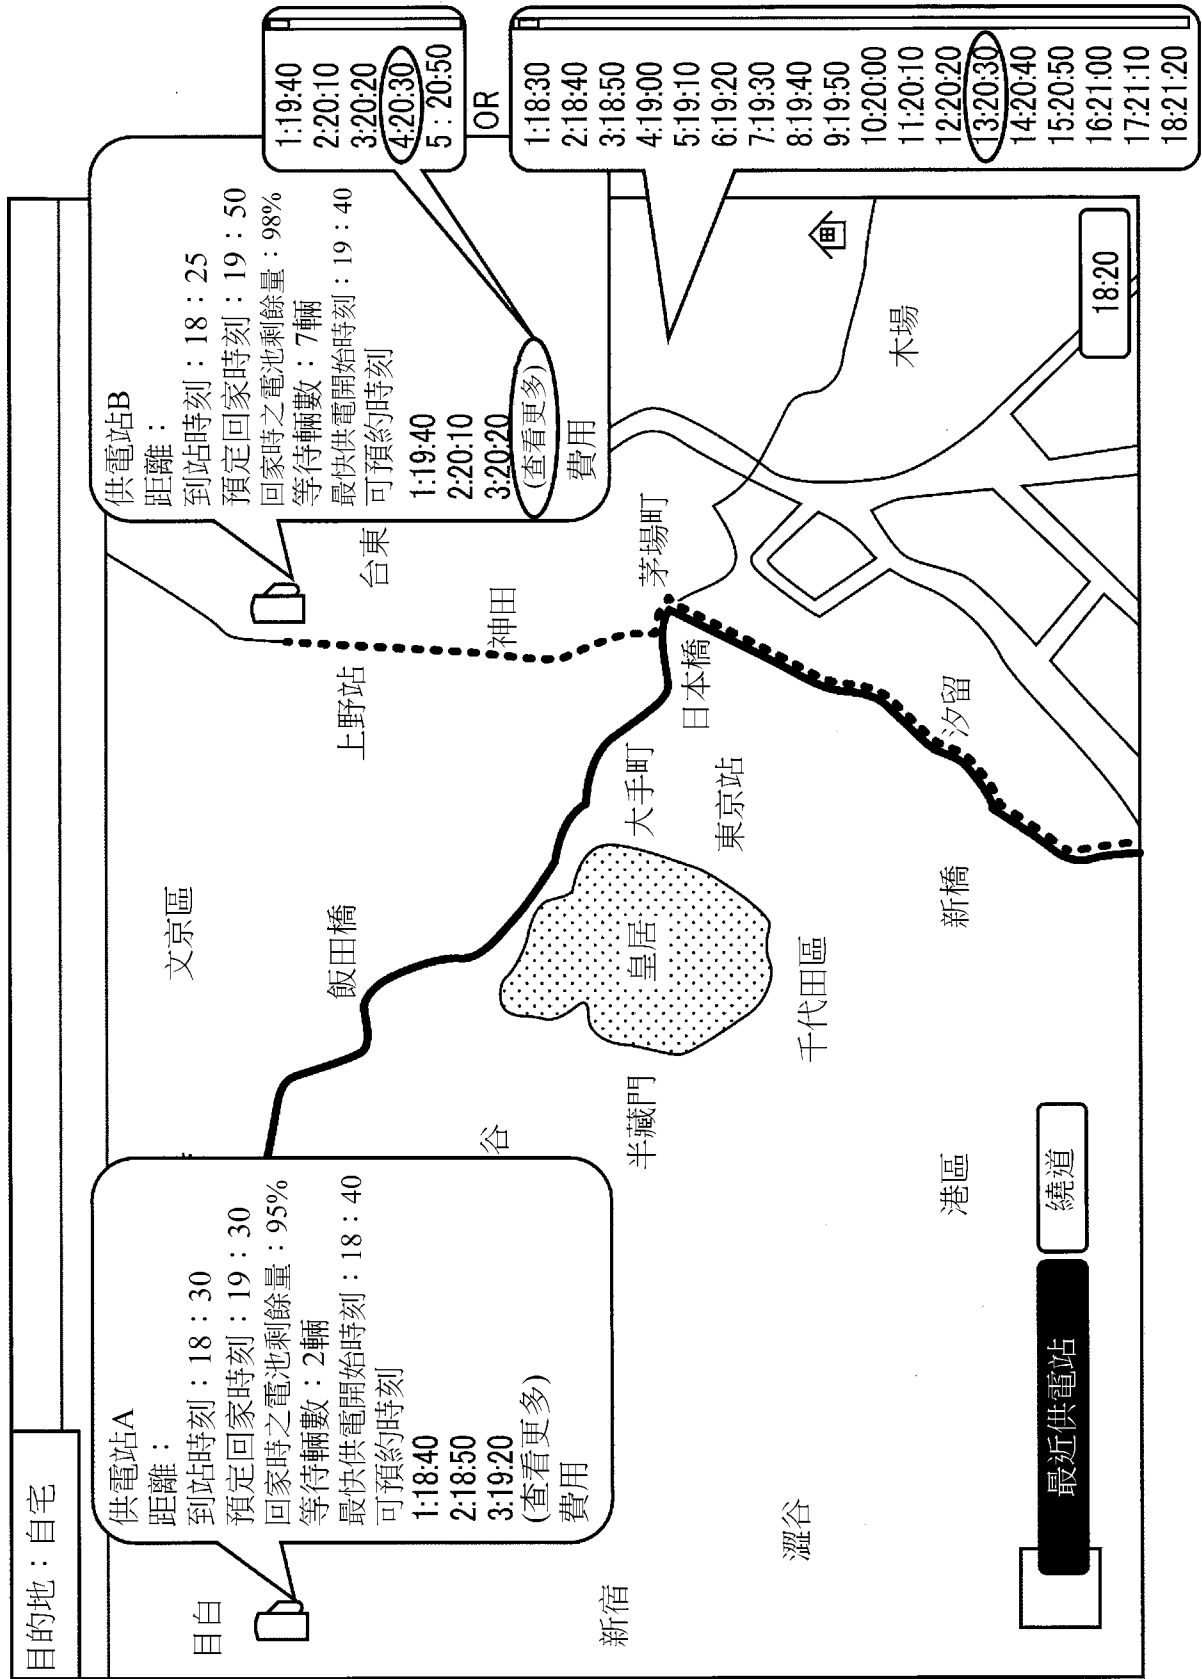 目的地：自宅
供電站A
距離：
到站時刻：18：30
預定回家時刻：19：30
回家時之電池剩餘量：95%
等待輛數：2輛
最快供電開始時刻：18：40
可預約時刻
1:18:40
2:18:50
3:19:20
(查看更多)
費用
供電站B
距離：
到站時刻：18：25
預定回家時刻：19：50
回家時之電池剩餘量：98%
等待輛數：7輛
最快供電開始時刻：19：40
可預約時刻
1:19:40
2:20:10
3:20:20
(查看更多)
費用
1:19:40
2:20:10
3:20:20
4:20:30
5：20:50
OR
1:18:30
2:18:40
3:18:50
4:19:00
5:19:10
6:19:20
7:19:30
8:19:40
9:19:50
10:20:00
11:20:10
12:20:20
13:20:30
14:20:40
15:20:50
16:21:00
17:21:10
18:21:20
目白
文京區
飯田橋
上野站
台東
神田
新宿
谷
半藏門
皇居
大手町
日本橋
茅場町
東京站
千代田區
澀谷
港區
新橋
汐留
木場
最近供電站
繞道
18:20